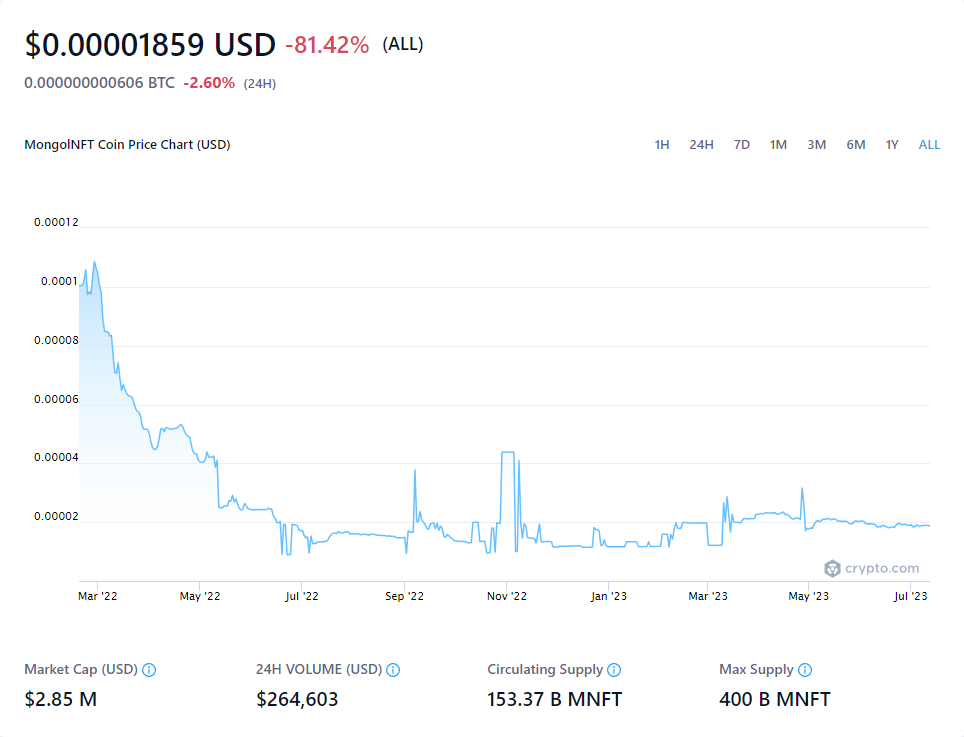 $0.00001859 USD -81.42% (ALL)
0.000000000606 BTC -2.60% (24H)
MongolNFT Coin Price Chart (USD) 1H 24H 7D 1M 3M 6M 1Y ALL
0.00012
0.0001
0.00008
0.00006
0.00004
0.00002
crypto.com
Mar '22 May '22 Jul '22 Sep '22 Nov '22 Jan '23 Mar '23 May '23 Jul '23
Market Cap (USD) 24H VOLUME (USD) Circulating Supply Max Supply
$2.85 M $264,603 153.37 B MNFT 400 B MNFT